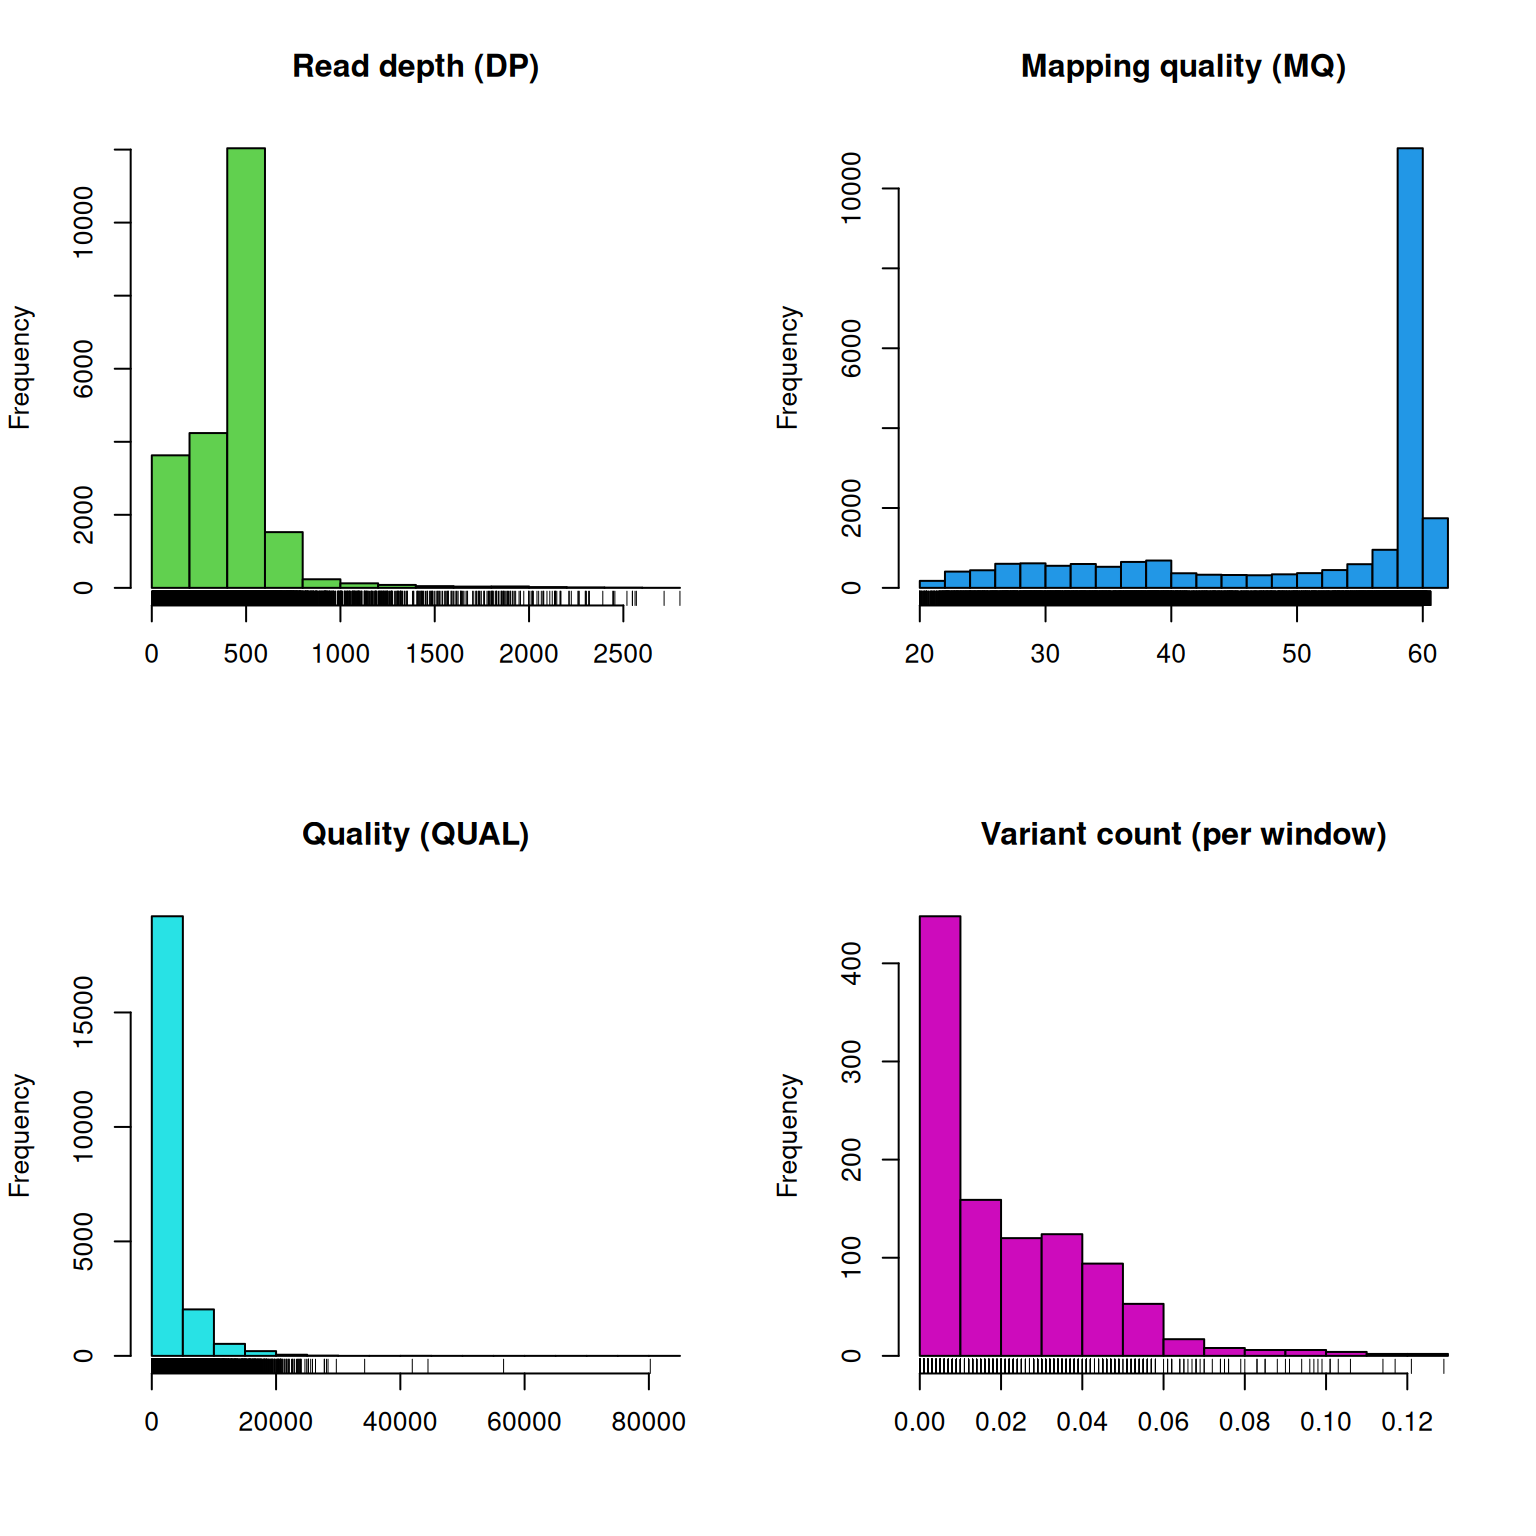 Read depth (DP)
Frequency
0 2000 6000 10000
0 500 1000 1500 2000 2500
Mapping quality (MQ)
Frequency
0 2000 6000 10000
20 30 40 50 60
Quality (QUAL)
Frequency
0 5000 10000 15000
0 20000 40000 60000 80000
Variant count (per window)
Frequency
0 100 200 300 400
0.00 0.02 0.04 0.06 0.08 0.10 0.12